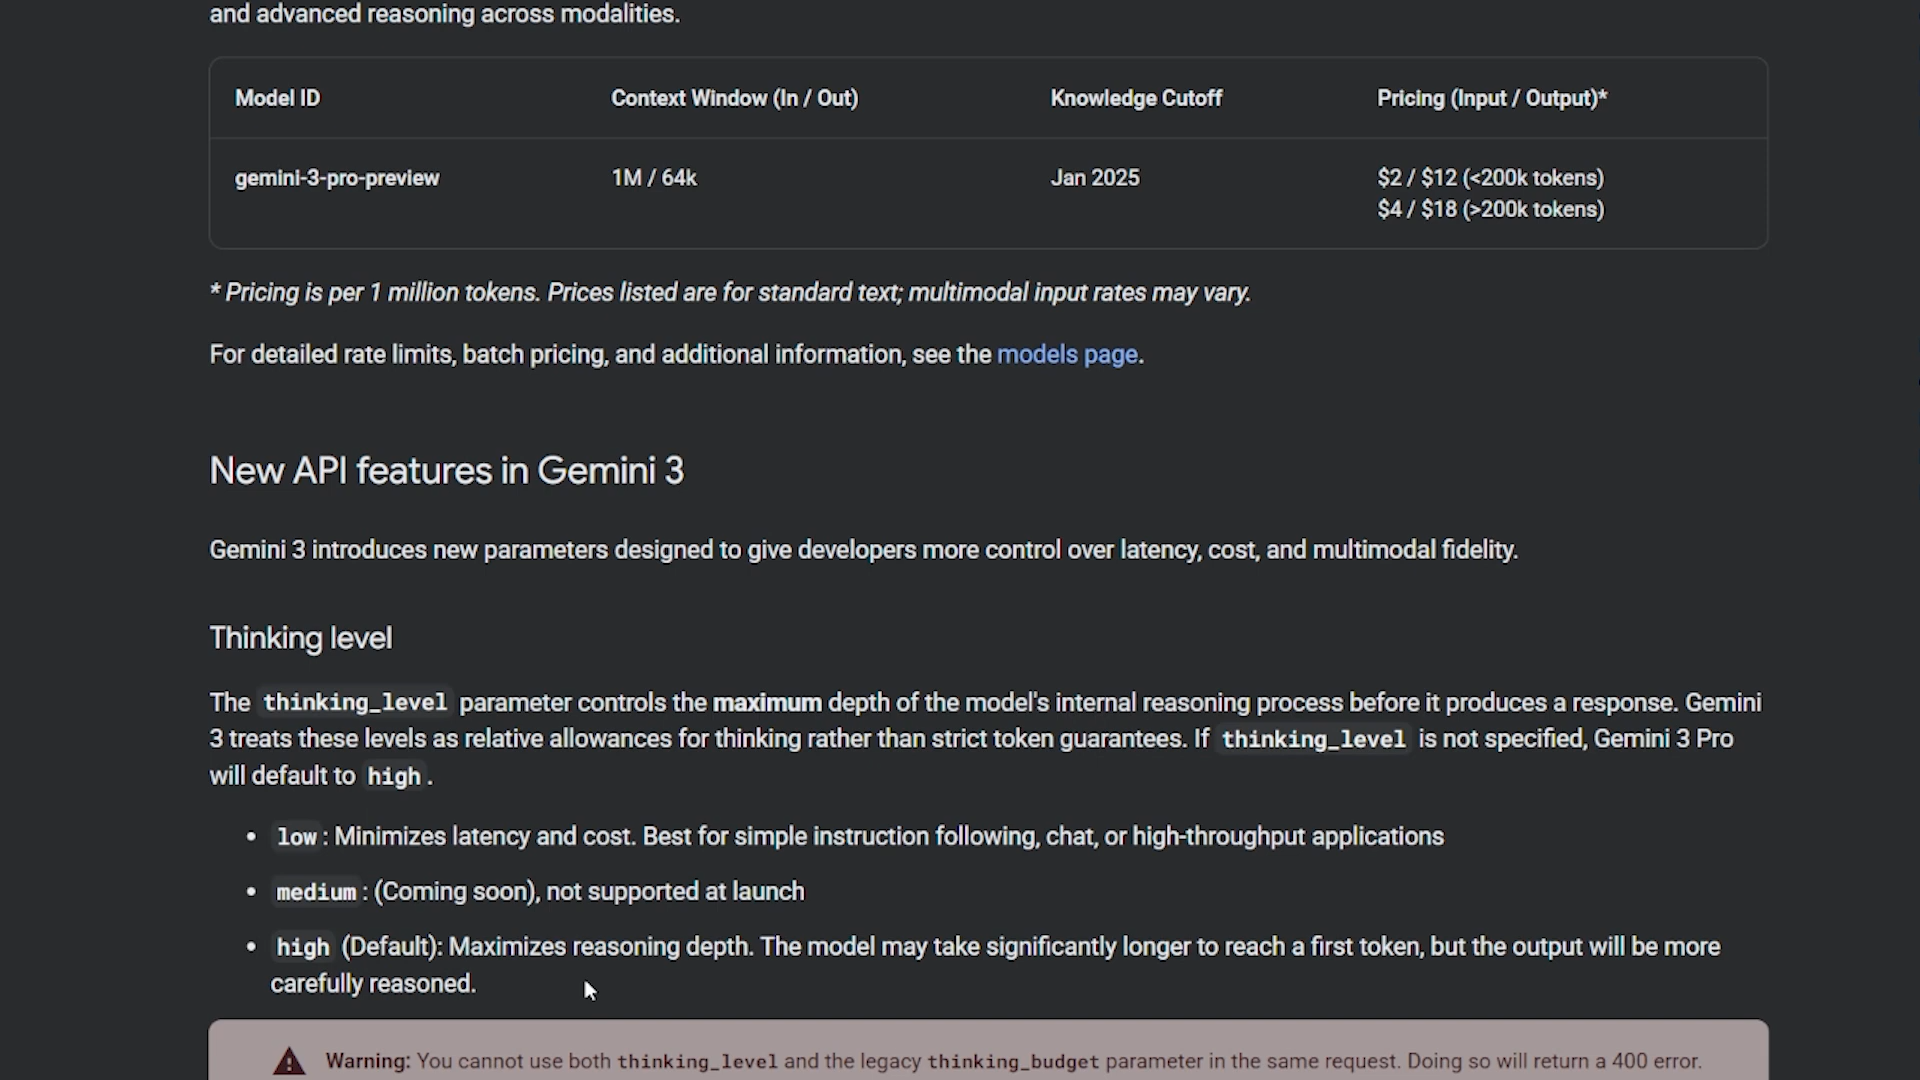 and advanced reasoning across modalities.
Model ID Context Window (In / Out) Knowledge Cutoff Pricing (Input / Output)*
gemini-3-pro-preview 1M / 64k Jan 2025 $2 / $12 (<200k tokens)
$4 / $18 (>200k tokens)
* Pricing is per 1 million tokens. Prices listed are for standard text; multimodal input rates may vary.
For detailed rate limits, batch pricing, and additional information, see the models page.
New API features in Gemini 3
Gemini 3 introduces new parameters designed to give developers more control over latency, cost, and multimodal fidelity.
Thinking level
The thinking_level parameter controls the maximum depth of the model's internal reasoning process before it produces a response. Gemini
3 treats these levels as relative allowances for thinking rather than strict token guarantees. If thinking_level is not specified, Gemini 3 Pro
will default to high.
• low: Minimizes latency and cost. Best for simple instruction following, chat, or high-throughput applications
• medium: (Coming soon), not supported at launch
• high (Default): Maximizes reasoning depth. The model may take significantly longer to reach a first token, but the output will be more
carefully reasoned.
Warning: You cannot use both thinking_level and the legacy thinking_budget parameter in the same request. Doing so will return a 400 error.